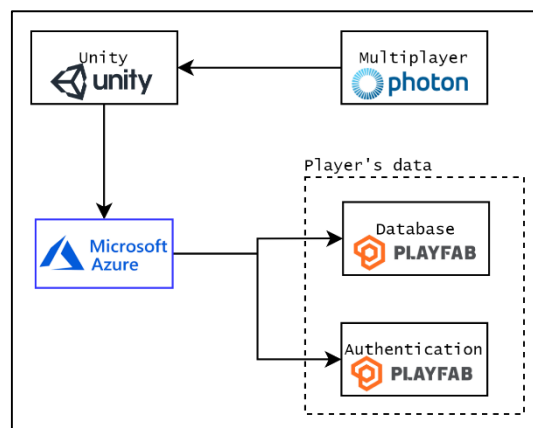 Unity
unity
Multiplayer
photon
Player's data
Microsoft
Azure
Database
PLAYFAB
Authentication
PLAYFAB